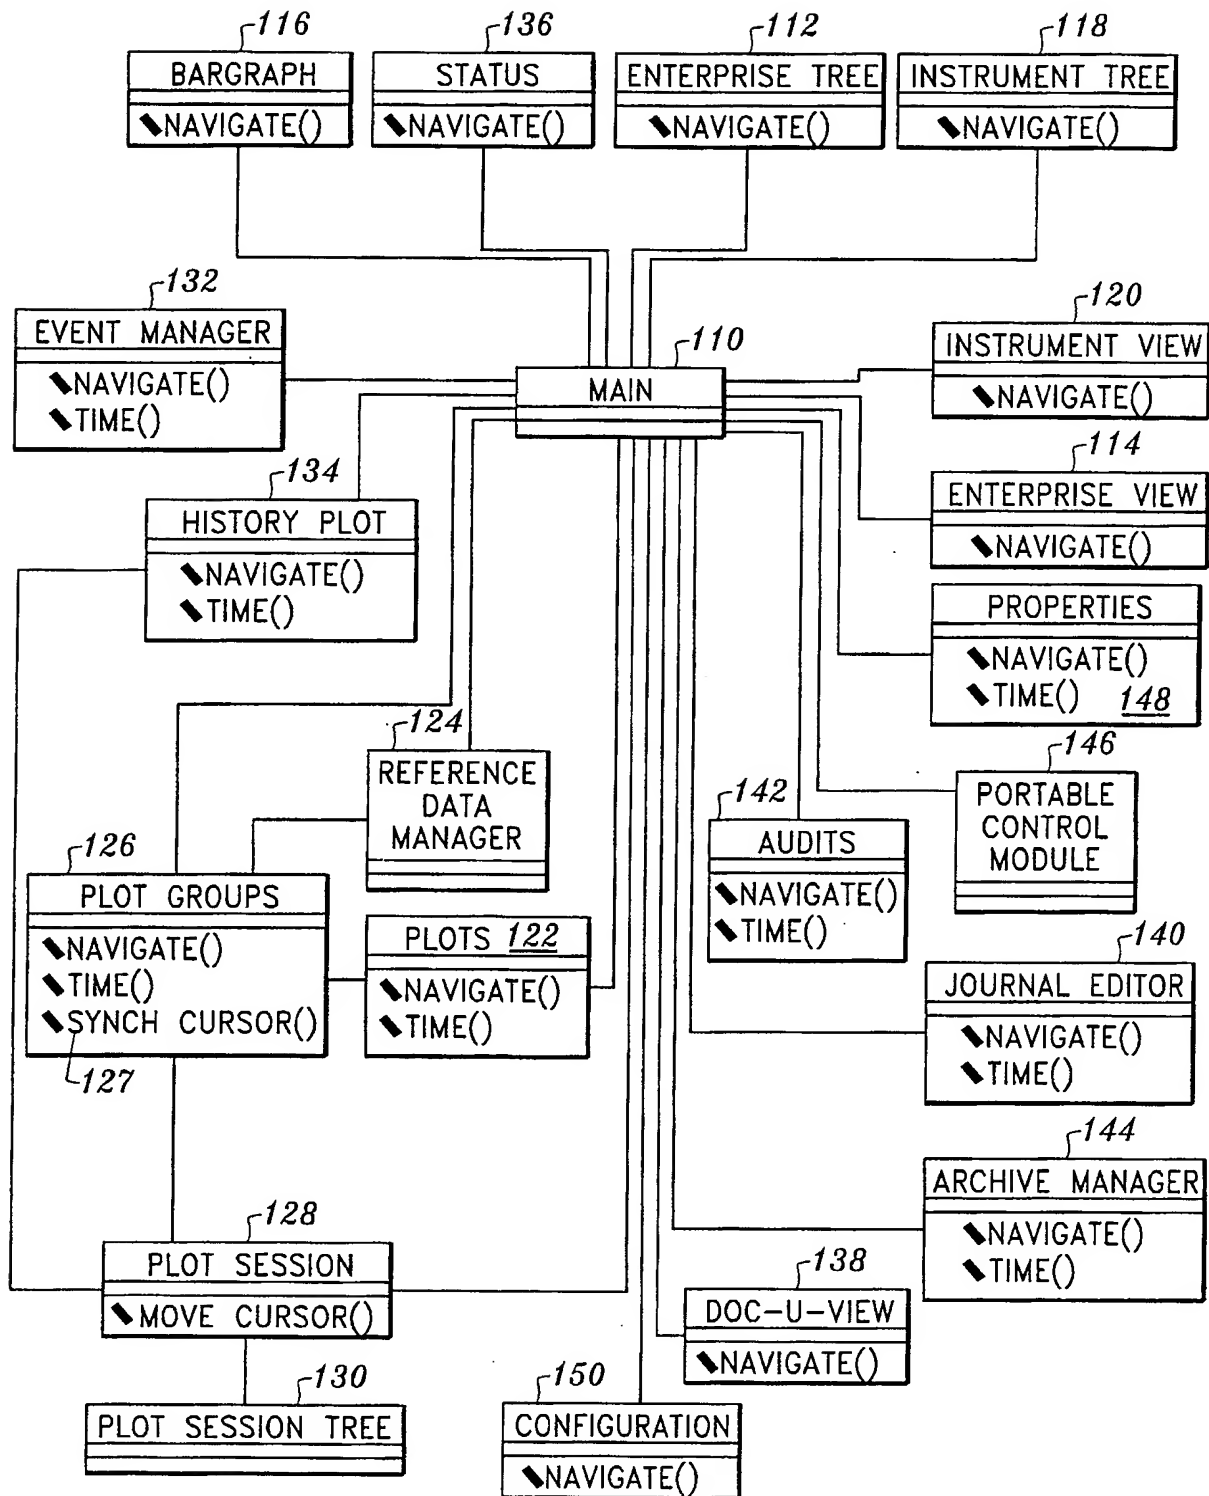 116
BARGRAPH
NAVIGATE()
136
STATUS
NAVIGATE()
112
ENTERPRISE TREE
NAVIGATE()
118
INSTRUMENT TREE
NAVIGATE()
132
EVENT MANAGER
NAVIGATE()
TIME()
110
MAIN
120
INSTRUMENT VIEW
NAVIGATE()
134
HISTORY PLOT
NAVIGATE()
TIME()
114
ENTERPRISE VIEW
NAVIGATE()
PROPERTIES
NAVIGATE()
TIME() 148
124
REFERENCE
DATA
MANAGER
146
PORTABLE
CONTROL
MODULE
142
AUDITS
NAVIGATE()
TIME()
126
PLOT GROUPS
NAVIGATE()
TIME()
SYNCH CURSOR()
127
PLOTS 122
NAVIGATE()
TIME()
140
JOURNAL EDITOR
NAVIGATE()
TIME()
144
ARCHIVE MANAGER
NAVIGATE()
TIME()
128
PLOT SESSION
MOVE CURSOR()
138
DOC-U-VIEW
NAVIGATE()
130
PLOT SESSION TREE
150
CONFIGURATION
NAVIGATE()